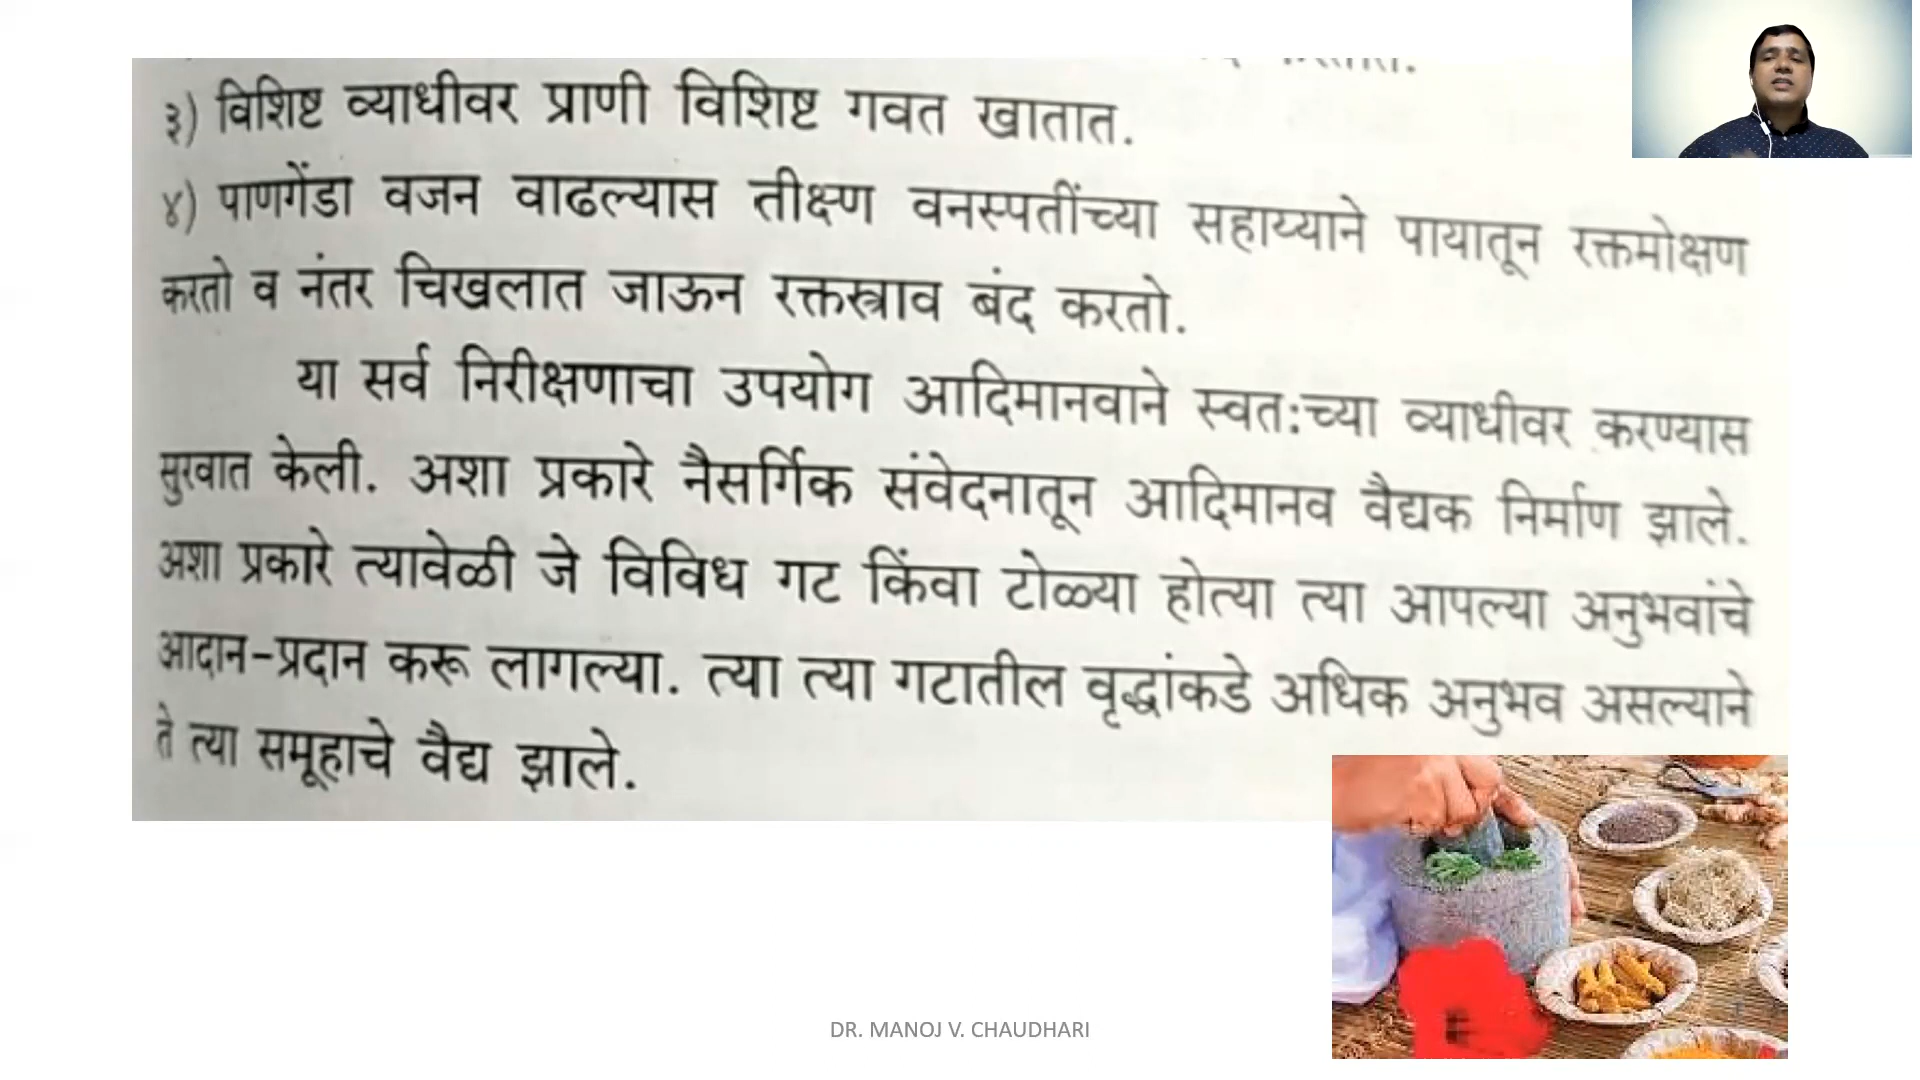 ३) विशिष्ट व्याधीवर प्राणी विशिष्ट गवत खातात.
४) पाणगेंडा वजन वाढल्यास तीक्ष्ण वनस्पतींच्या सहाय्याने पायातून रक्तमोक्षण
करतो व नंतर चिखलात जाऊन रक्तस्त्राव बंद करतो.
या सर्व निरीक्षणाचा उपयोग आदिमानवाने स्वतःच्या व्याधीवर करण्यास
सुरवात केली. अशा प्रकारे नैसर्गिक संवेदनातून आदिमानव वैद्यक निर्माण झाले.
अशा प्रकारे त्यावेळी जे विविध गट किंवा टोळ्या होत्या त्या आपल्या अनुभवांचे
आदान-प्रदान करू लागल्या. त्या त्या गटातील वृद्धांकडे अधिक अनुभव असल्याने
ते त्या समूहाचे वैद्य झाले.
DR. MANOJ V. CHAUDHARI